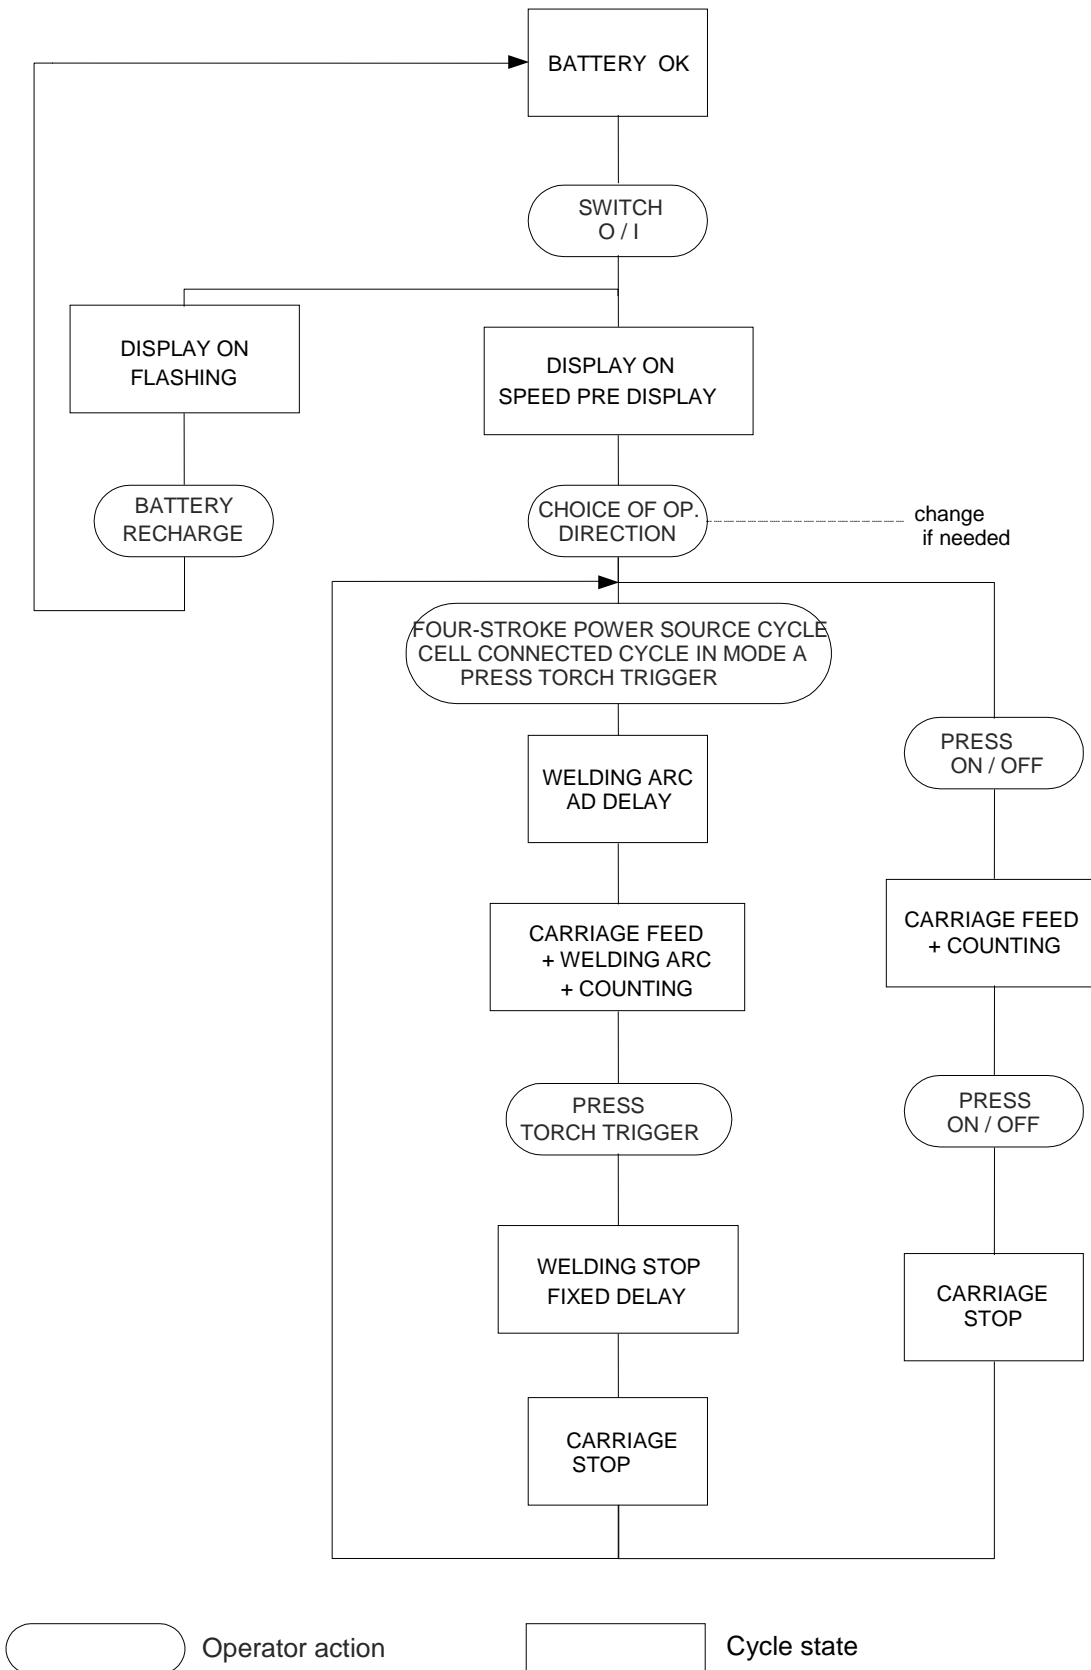 BATTERY OK
SWITCH
O / I
DISPLAY ON
FLASHING
DISPLAY ON
SPEED PRE DISPLAY
BATTERY
RECHARGE
CHOICE OF OP.
DIRECTION
change
if needed
FOUR-STROKE POWER SOURCE CYCLE
CELL CONNECTED CYCLE IN MODE A
PRESS TORCH TRIGGER
PRESS
ON / OFF
WELDING ARC
AD DELAY
CARRIAGE FEED
+ COUNTING
CARRIAGE FEED
+ WELDING ARC
+ COUNTING
PRESS
TORCH TRIGGER
PRESS
ON / OFF
WELDING STOP
FIXED DELAY
CARRIAGE
STOP
CARRIAGE
STOP
Operator action
Cycle state